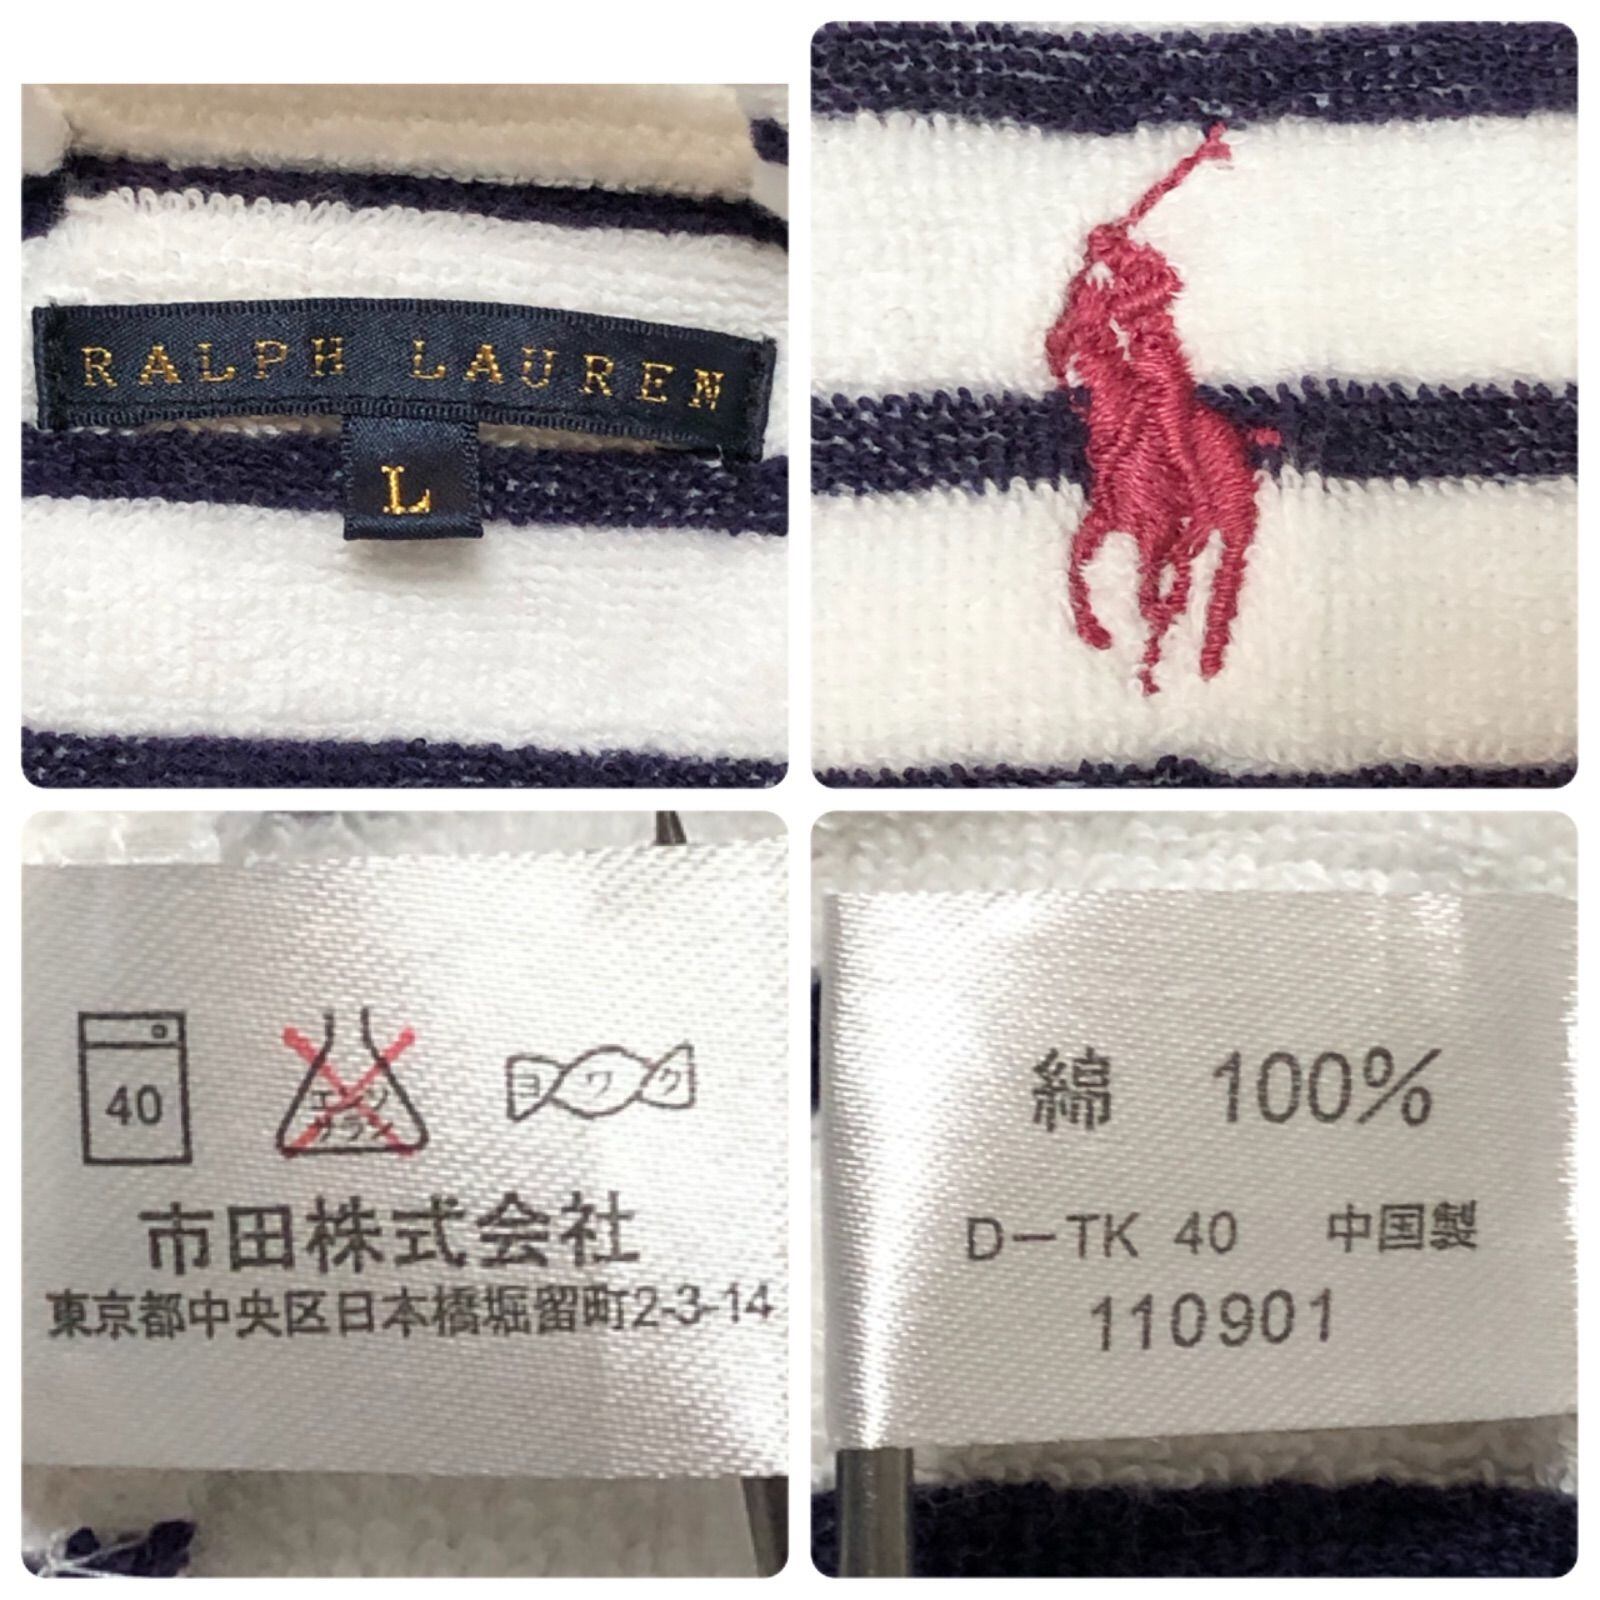 RALPH LAUREN
L
40
エンソ
サラシ
ヨワク
市田株式会社
東京都中央区日本橋堀留町2-3-14
綿 100%
D-TK 40 中国製
110901